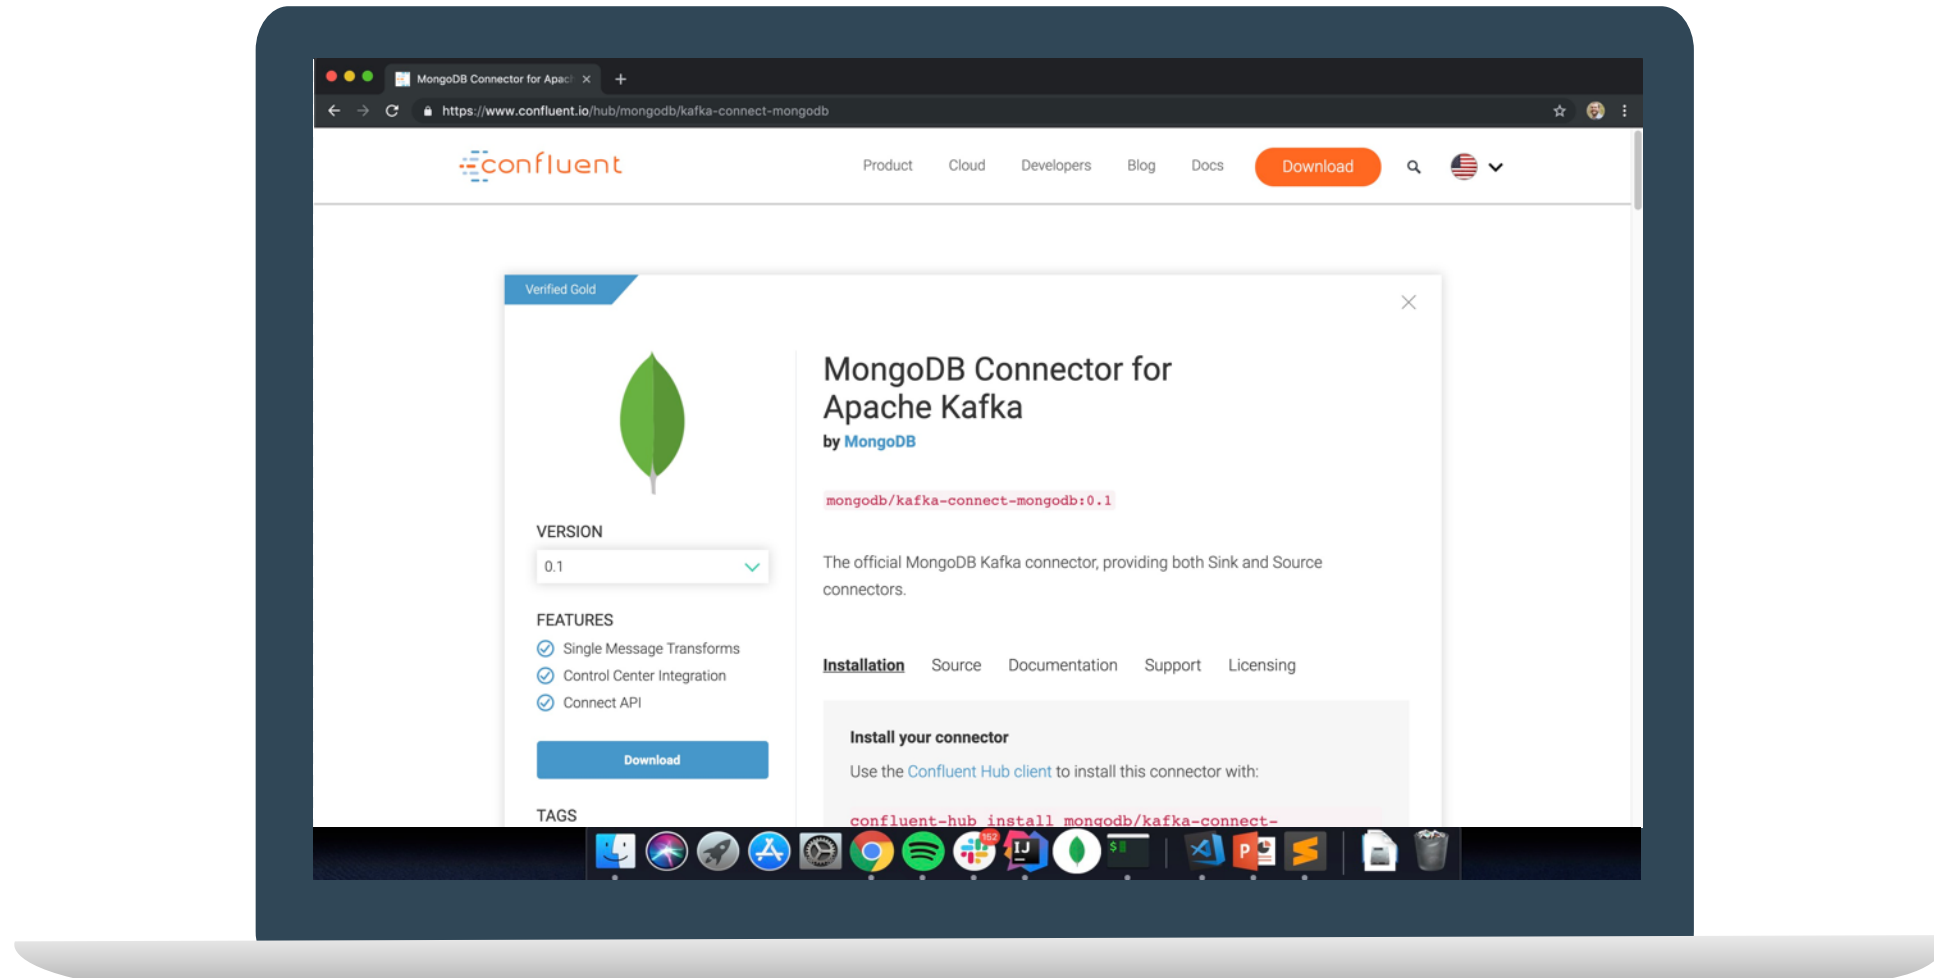 MongoDB Connector for Apac
https://www.confluent.io/hub/mongodb/kafka-connect-mongodb
confluent
Product Cloud Developers Blog Docs Download
Verified Gold
MongoDB Connector for
Apache Kafka
by MongoDB
mongodb/kafka-connect-mongodb:0.1
The official MongoDB Kafka connector, providing both Sink and Source
connectors.
VERSION
0.1
FEATURES
Single Message Transforms
Control Center Integration
Connect API
Download
TAGS
Installation Source Documentation Support Licensing
Install your connector
Use the Confluent Hub client to install this connector with:
confluent-hub install mongodb/kafka-connect-
152
IJ
$
P